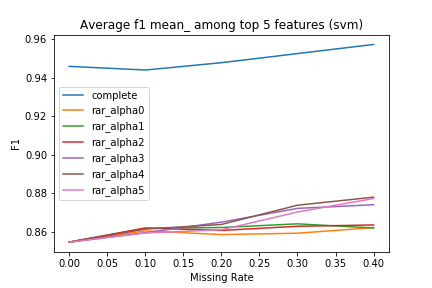 Average f1 mean_ among top 5 features (svm)
0.96
0.94
0.92
0.90
0.88
0.86
F1
complete
rar_alpha0
rar_alpha1
rar_alpha2
rar_alpha3
rar_alpha4
rar_alpha5
0.00 0.05 0.10 0.15 0.20 0.25 0.30 0.35 0.40
Missing Rate